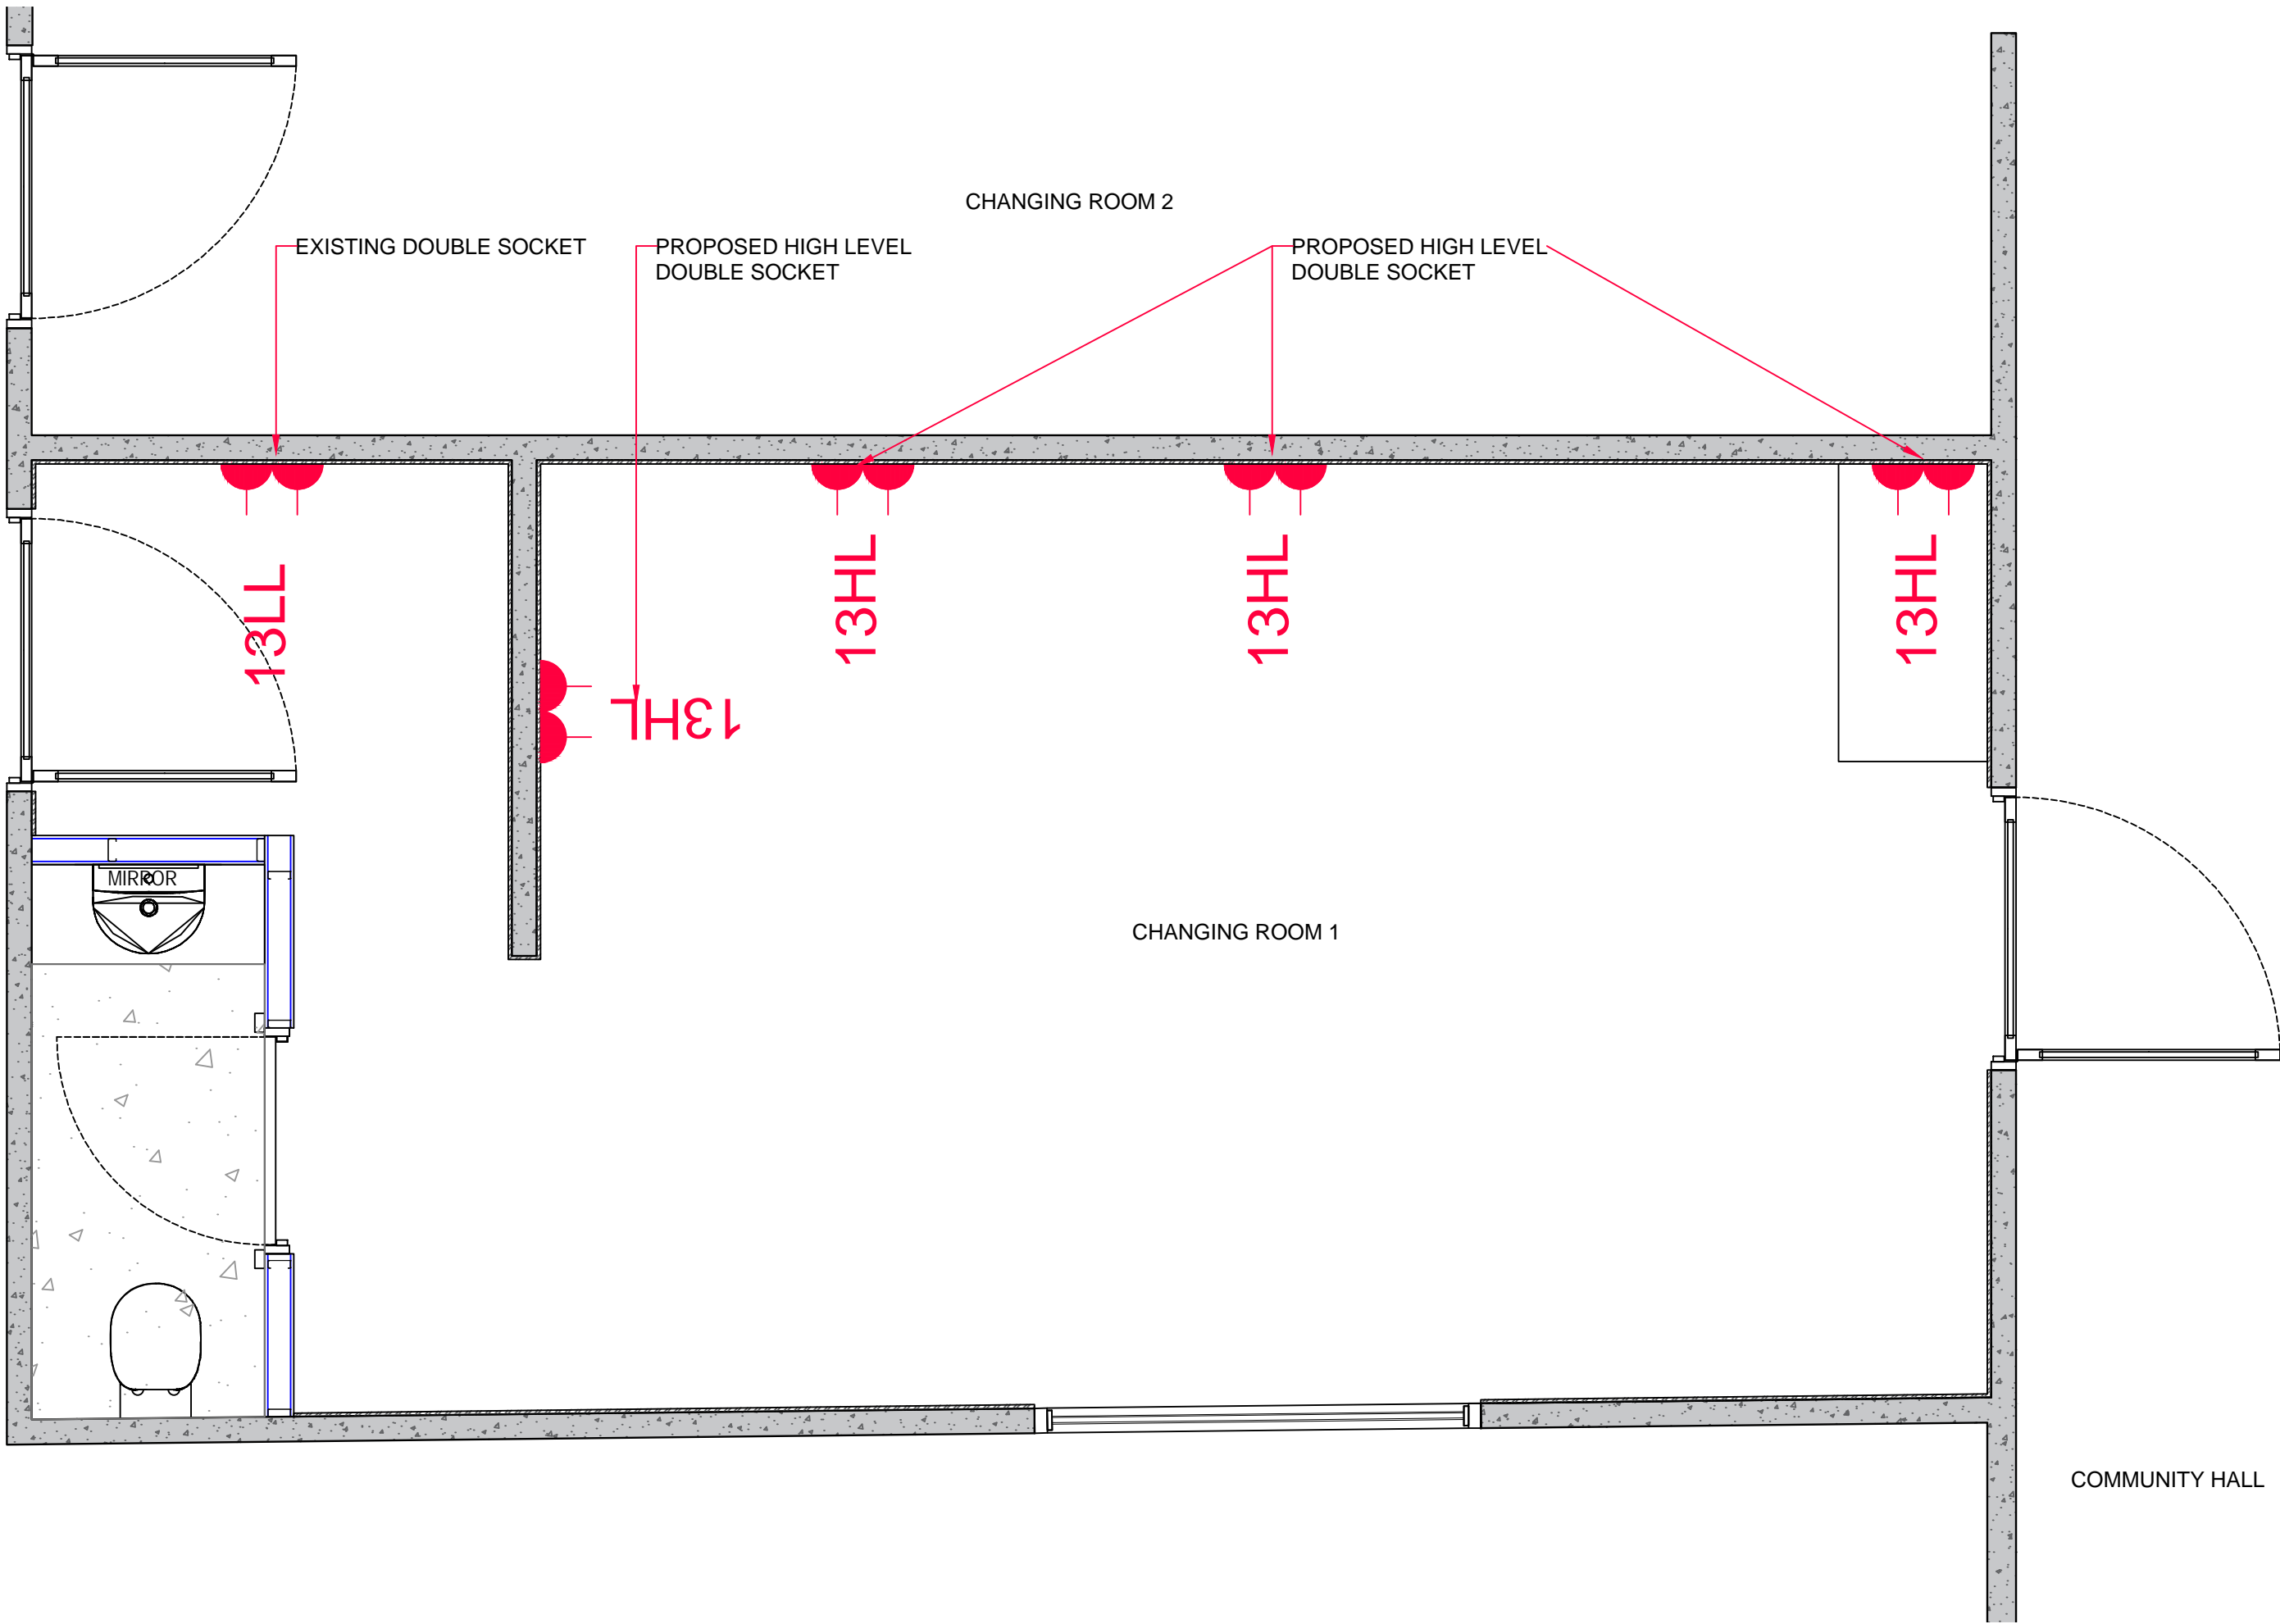 CHANGING ROOM 2
EXISTING DOUBLE SOCKET
PROPOSED HIGH LEVEL
DOUBLE SOCKET
PROPOSED HIGH LEVEL
DOUBLE SOCKET
13LL
13HL
13HL
13HL
13HL
MIRROR
CHANGING ROOM 1
COMMUNITY HALL